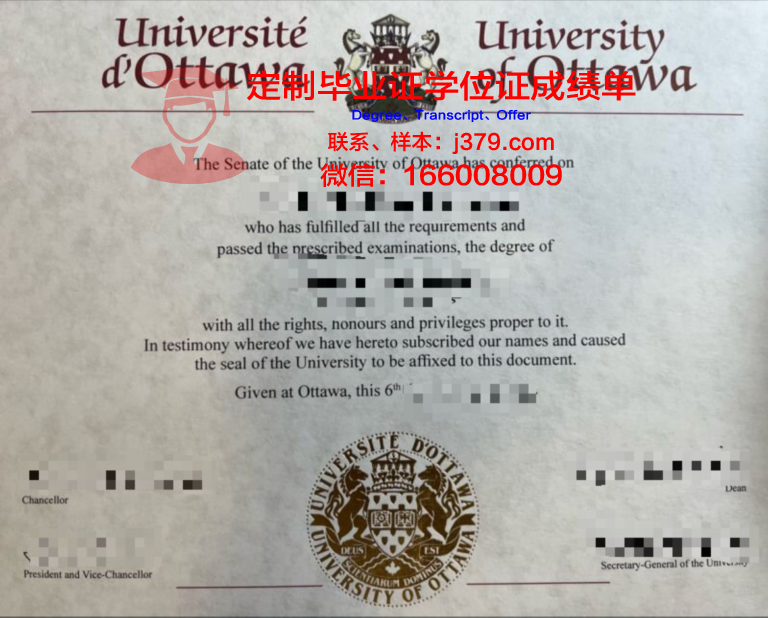 Université
d'Ottawa
University
of Ottawa
定制毕业证学位证成绩单
Degree、Transcript、Offer
联系、样本：j379.com
微信：166008009
The Senate of the University of Ottawa has conferred on
who has fulfilled all the requirements and
passed the prescribed examinations, the degree of
with all the rights, honours and privileges proper to it.
In testimony whereof we have hereto subscribed our names and caused
the seal of the University to be affixed to this document.
Given at Ottawa, this 6th
Chancellor
Dean
President and Vice-Chancellor
Secretary-General of the University
UNIVERSITÉ D'OTTAWA
DEUS EST
SCIENTIARUM DOMINUS
UNIVERSITY OF OTTAWA